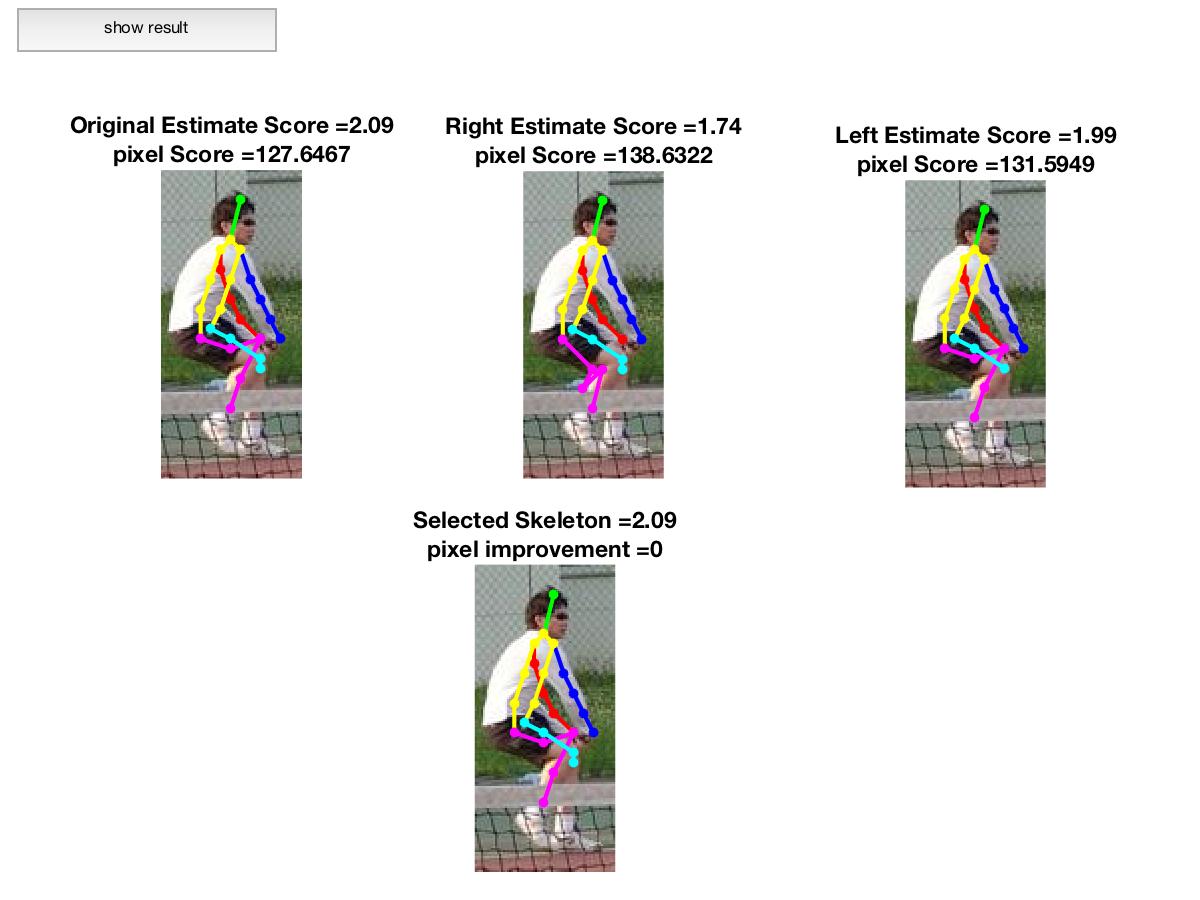 show result
Original Estimate Score =2.09
pixel Score =127.6467
Right Estimate Score =1.74
pixel Score =138.6322
Left Estimate Score =1.99
pixel Score =131.5949
Selected Skeleton =2.09
pixel improvement =0